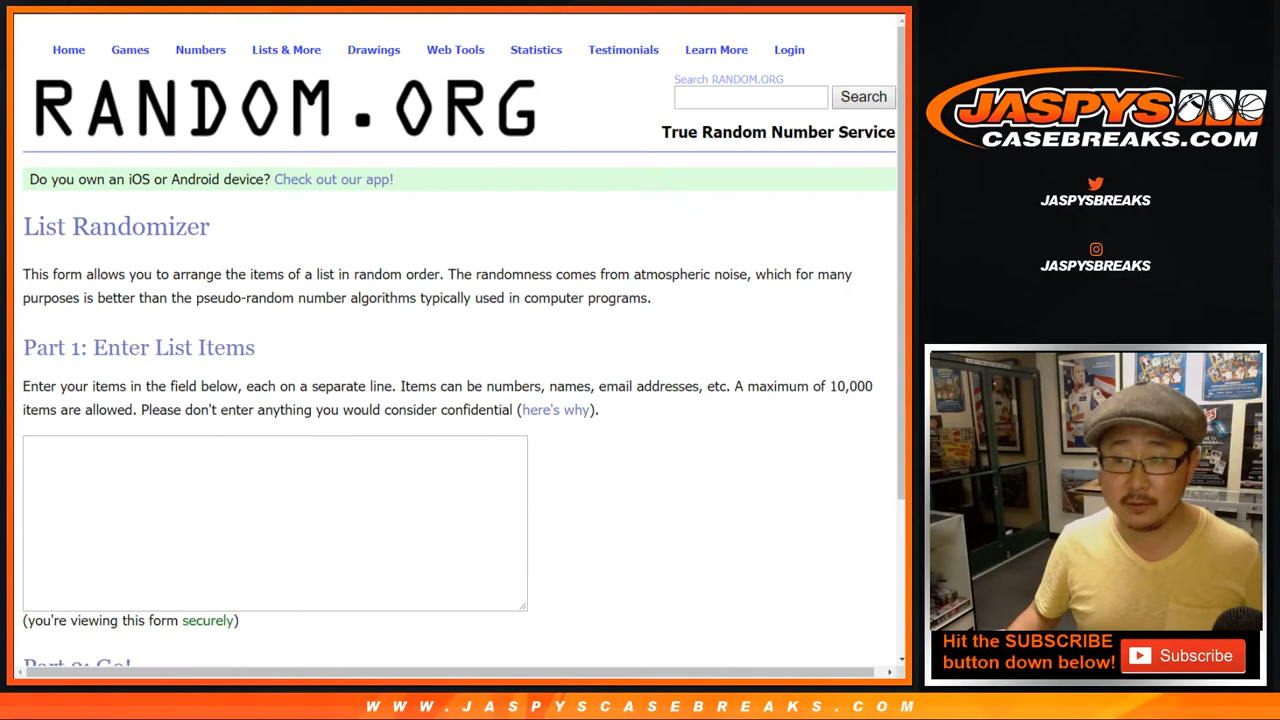 Home Games Numbers Lists & More Drawings Web Tools Statistics Testimonials Learn More Login
RANDOM.ORG
Search RANDOM.ORG
Search
True Random Number Service
Do you own an iOS or Android device? Check out our app!
List Randomizer
This form allows you to arrange the items of a list in random order. The randomness comes from atmospheric noise, which for many
purposes is better than the pseudo-random number algorithms typically used in computer programs.
Part 1: Enter List Items
Enter your items in the field below, each on a separate line. Items can be numbers, names, email addresses, etc. A maximum of 10,000
items are allowed. Please don't enter anything you would consider confidential (here's why).
(you're viewing this form securely)
Part 2: Go!
JASPYS
CASEBREAKS.COM
JASPYSBREAKS
JASPYSBREAKS
Hit the SUBSCRIBE
button down below!
Subscribe
WWW.JASPYSCASEBREAKS.COM